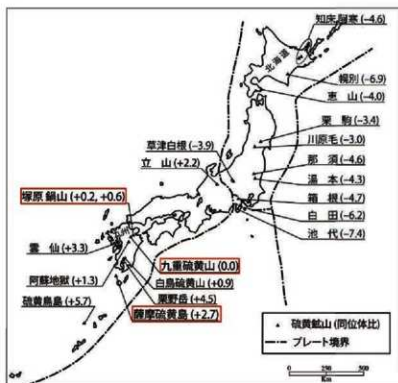 知床 阿寒 (−4.6)
北海道
幌別 (−6.9)
恵 山 (−4.0)
栗 駒 (−3.4)
川原毛 (−3.0)
草津白根 (−3.9)
立 山 (+2.2)
那 須 (−4.6)
湯 本 (−4.3)
塚原 鍋山 (+0.2, +0.6)
箱 根 (−4.7)
白 田 (−6.2)
池 代 (−7.4)
九州
雲 仙 (+3.3)
九重硫黄山 (0.0)
阿蘇地獄 (+1.3)
白鳥硫黄山 (+0.9)
栗野岳 (+4.5)
硫黄鳥島 (+5.7)
薩摩硫黄島 (+2.7)
硫黄鉱山 (同位体比)
プレート境界
0 250 500
Km